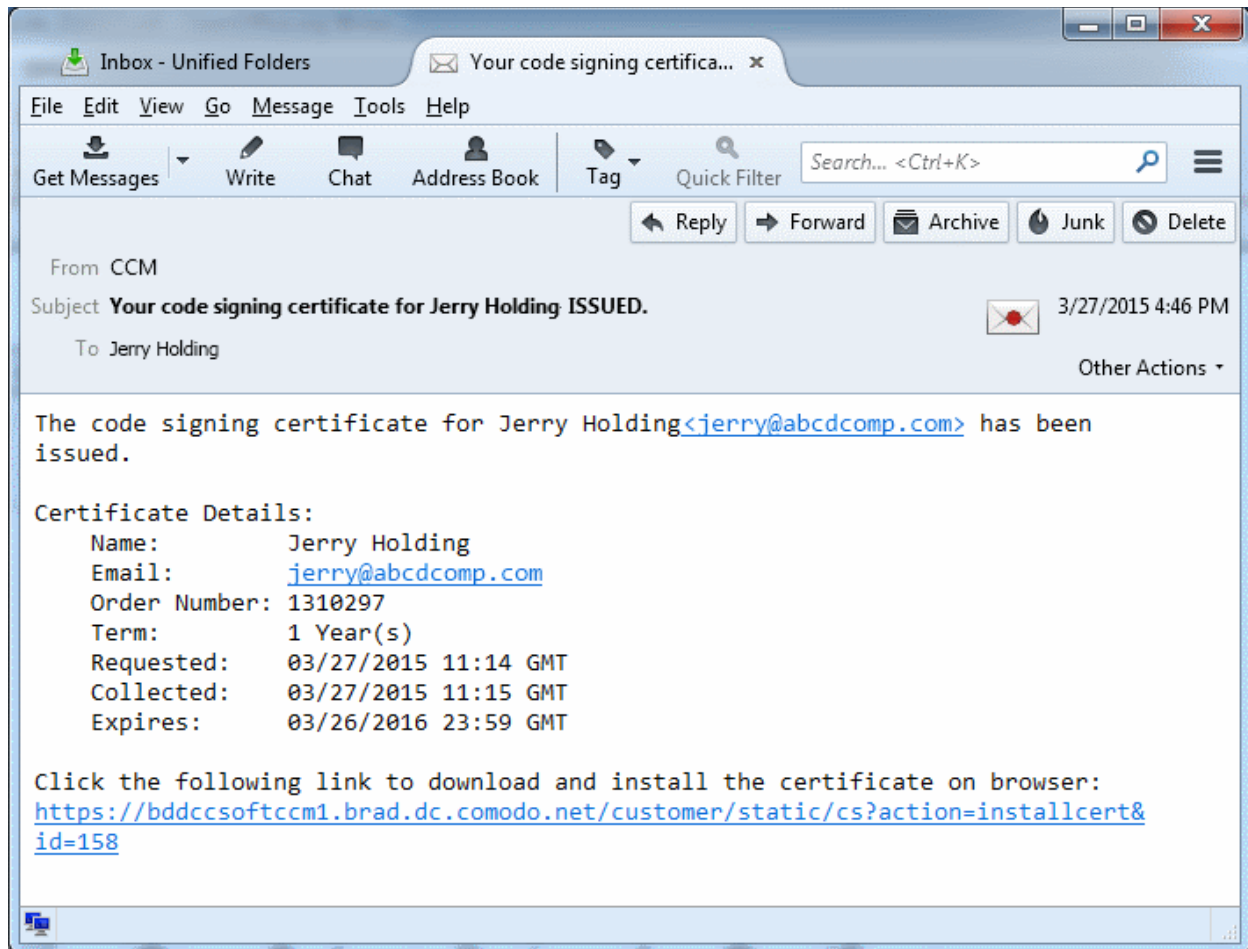 Inbox - Unified Folders
Your code signing certifica...
File Edit View Go Message Tools Help
Get Messages Write Chat Address Book Tag Quick Filter Search... <Ctrl+K>
Reply Forward Archive Junk Delete
From CCM
Subject Your code signing certificate for Jerry Holding ISSUED.
3/27/2015 4:46 PM
To Jerry Holding
Other Actions
The code signing certificate for Jerry Holding<jerry@abcdcomp.com> has been
issued.
Certificate Details:
Name: Jerry Holding
Email: jerry@abcdcomp.com
Order Number: 1310297
Term: 1 Year(s)
Requested: 03/27/2015 11:14 GMT
Collected: 03/27/2015 11:15 GMT
Expires: 03/26/2016 23:59 GMT
Click the following link to download and install the certificate on browser:
https://bddccsoftccm1.brad.dc.comodo.net/customer/static/cs?action=installcert&
id=158